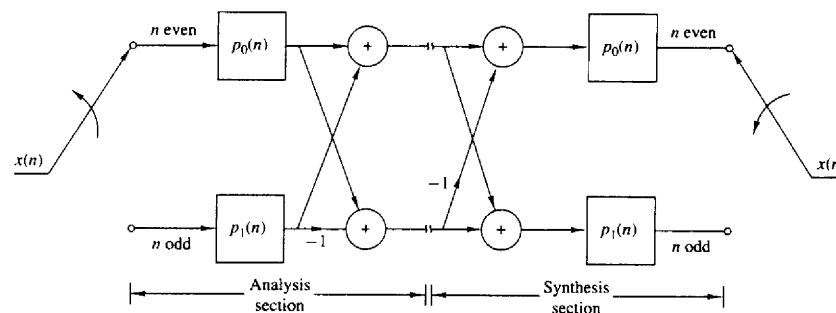 n even
p₀(n)
+
+
p₀(n)
n even
x(n)
−1
x(n
n odd
p₁(n)
−1
+
+
p₁(n)
n odd
Analysis
section
Synthesis
section